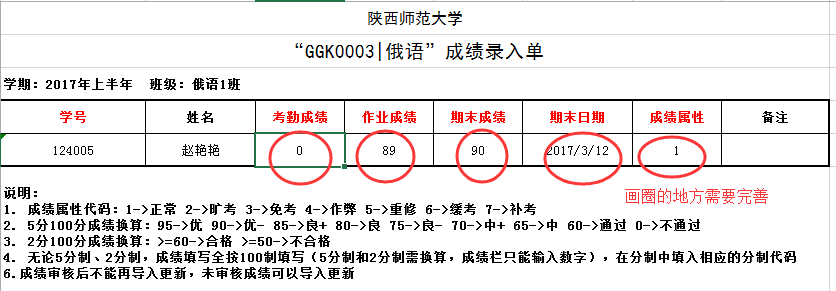 陕西师范大学
“GGK0003|俄语”成绩录入单
学期: 2017年上半年 班级: 俄语1班
学号 姓名 考勤成绩 作业成绩 期末成绩 期末日期 成绩属性 备注
124005 赵艳艳 0 89 90 2017/3/12 1
画圈的地方需要完善
说明:
1. 成绩属性代码: 1->正常 2->旷考 3->免考 4->作弊 5->重修 6->缓考 7->补考
2. 5分100分成绩换算: 95->优 90->优- 85->良+ 80->良 75->良- 70->中+ 65->中 60->通过 0->不通过
3. 2分100分成绩换算: >=60->合格 >=50->不合格
4. 无论5分制、2分制, 成绩填写全按100制填写 (5分制和2分制需换算, 成绩栏只能输入数字), 在分制中填入相应的分制代码
6.成绩审核后不能再导入更新, 未审核成绩可以导入更新